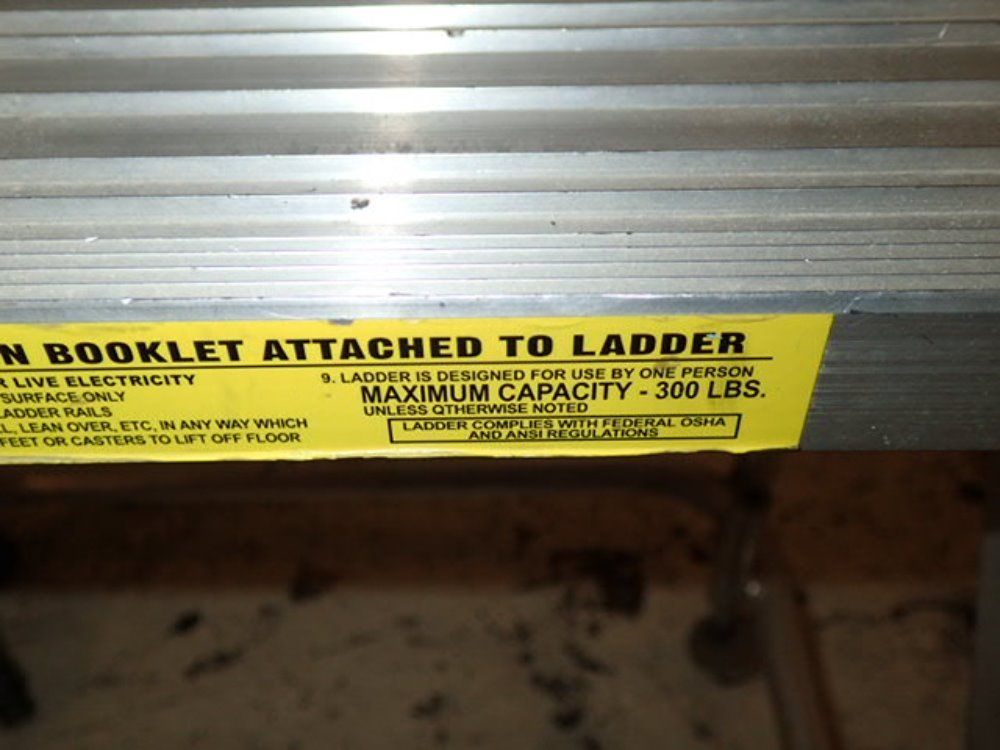 N BOOKLET ATTACHED TO LADDER
R LIVE ELECTRICITY
SURFACE ONLY
LADDER RAILS
L, LEAN OVER, ETC, IN ANY WAY WHICH
FEET OR CASTERS TO LIFT OFF FLOOR
9. LADDER IS DESIGNED FOR USE BY ONE PERSON
MAXIMUM CAPACITY - 300 LBS.
UNLESS OTHERWISE NOTED
LADDER COMPLIES WITH FEDERAL OSHA
AND ANSI REGULATIONS